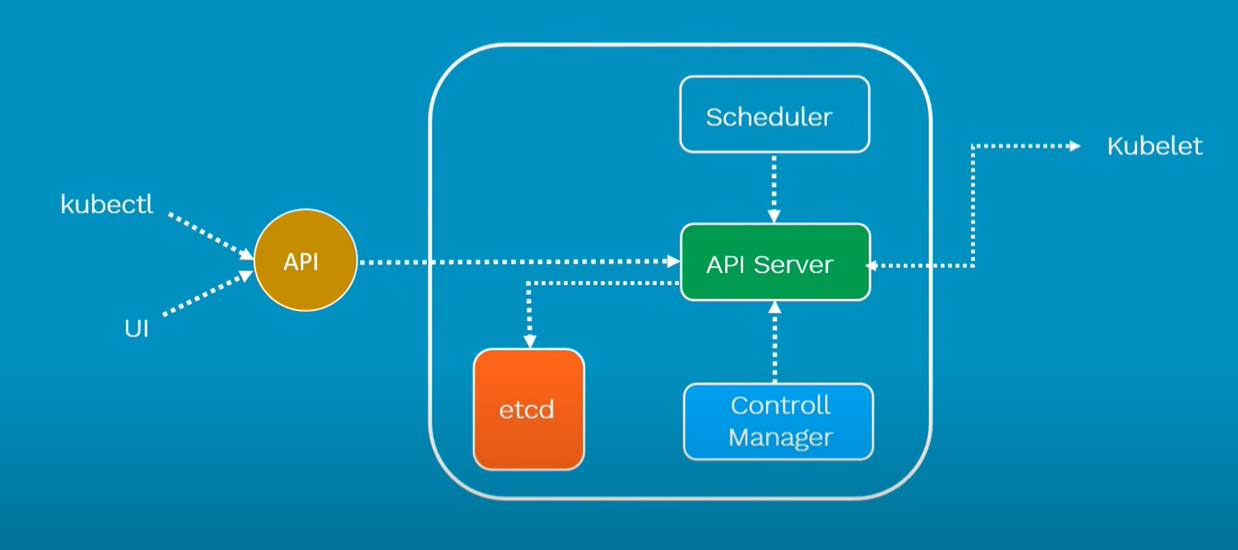 Scheduler
Kubelet
kubectl
API
API Server
UI
etcd
Controll
Manager